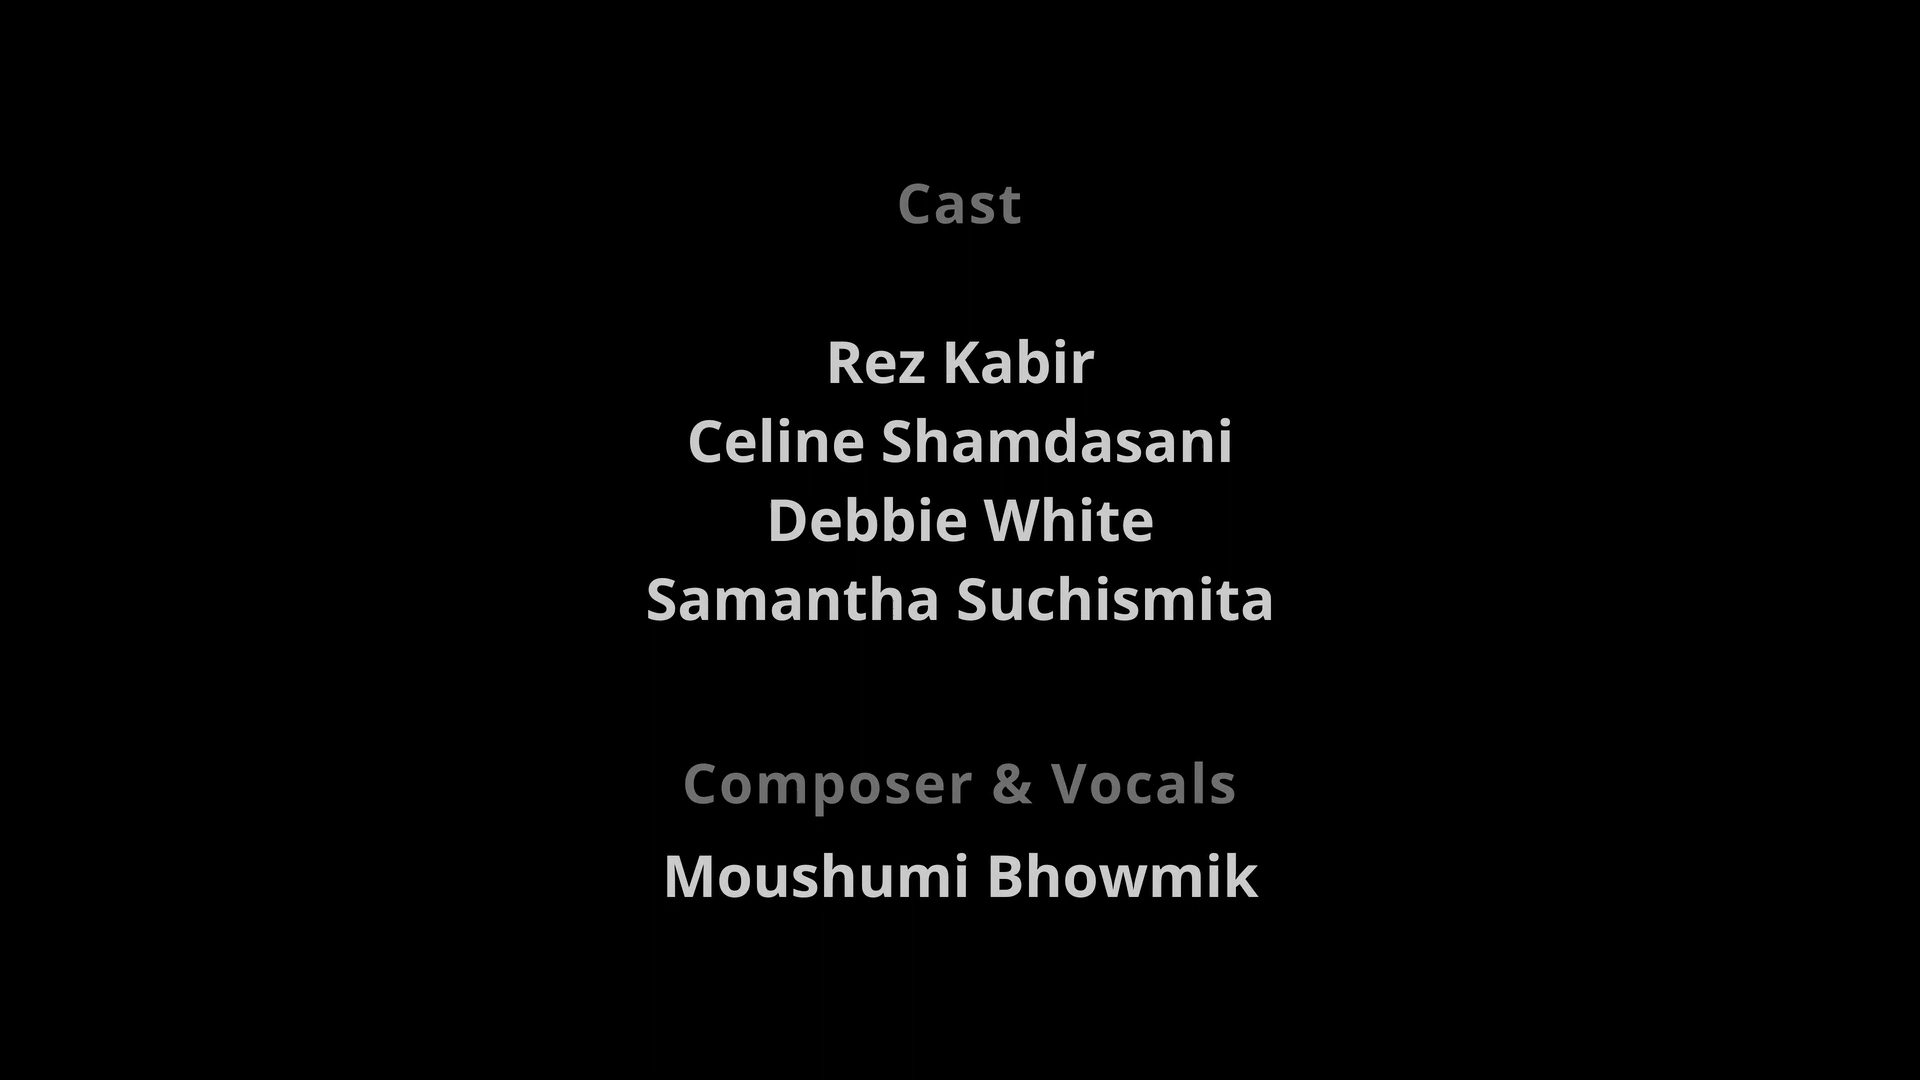 Cast
Rez Kabir
Celine Shamdasani
Debbie White
Samantha Suchismita
Composer & Vocals
Moushumi Bhowmik